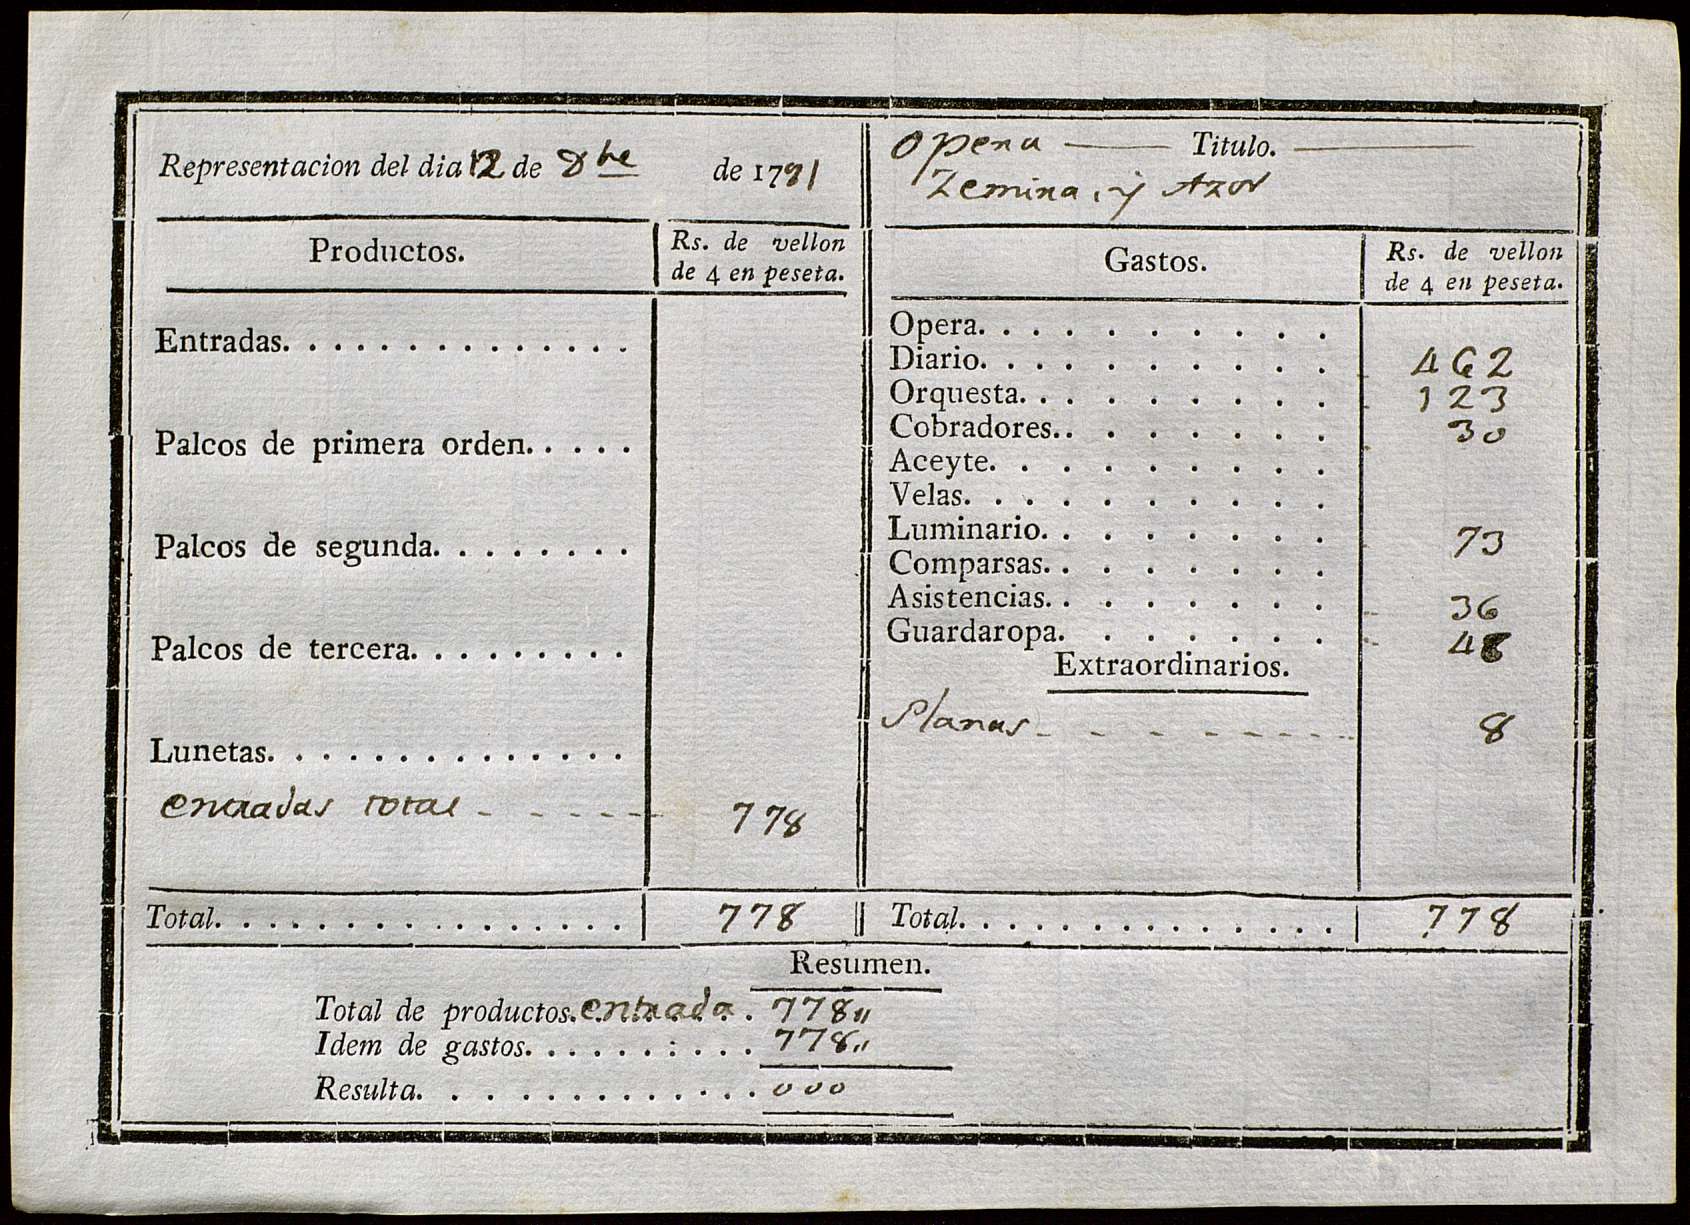 Representacion del dia 12 de 8bre de 1791
Productos.
Rs. de vellon
de 4 en peseta.
Entradas.
Palcos de primera orden.
Palcos de segunda.
Palcos de tercera.
Lunetas.
entradas total 778
Total. 778
Opera Titulo.
Zemira, y Azor
Gastos.
Rs. de vellon
de 4 en peseta.
Opera.
Diario. 462
Orquesta. 123
Cobradores. 30
Aceyte.
Velas.
Luminario. 73
Comparsas.
Asistencias. 36
Guardaropa. 48
Extraordinarios.
Planas 8
Total. 778
Resumen.
Total de productos. entrada 778
Idem de gastos. 778
Resulta. 000